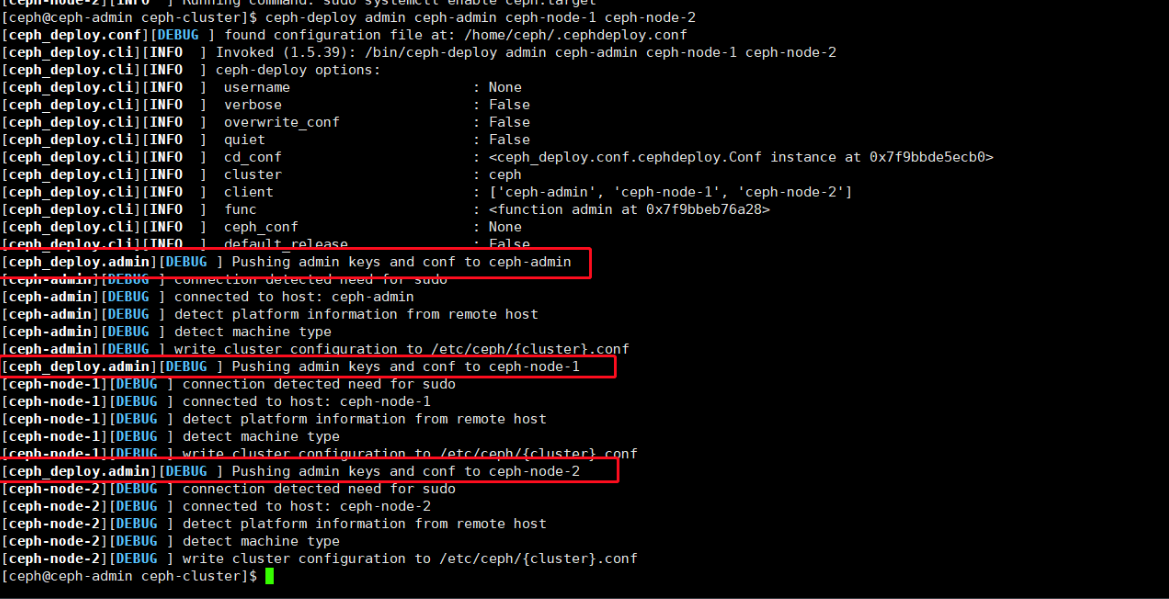 [ceph-node-2][INFO  ] Running command: sudo systemctl enable ceph.target
[ceph@ceph-admin ceph-cluster]$ ceph-deploy admin ceph-admin ceph-node-1 ceph-node-2
[ceph_deploy.conf][DEBUG ] found configuration file at: /home/ceph/.cephdeploy.conf
[ceph_deploy.cli][INFO  ] Invoked (1.5.39): /bin/ceph-deploy admin ceph-admin ceph-node-1 ceph-node-2
[ceph_deploy.cli][INFO  ] ceph-deploy options:
[ceph_deploy.cli][INFO  ]  username                      : None
[ceph_deploy.cli][INFO  ]  verbose                       : False
[ceph_deploy.cli][INFO  ]  overwrite_conf                : False
[ceph_deploy.cli][INFO  ]  quiet                         : False
[ceph_deploy.cli][INFO  ]  cd_conf                       : <ceph_deploy.conf.cephdeploy.Conf instance at 0x7f9bbde5ecb0>
[ceph_deploy.cli][INFO  ]  cluster                       : ceph
[ceph_deploy.cli][INFO  ]  client                        : ['ceph-admin', 'ceph-node-1', 'ceph-node-2']
[ceph_deploy.cli][INFO  ]  func                          : <function admin at 0x7f9bbeb76a28>
[ceph_deploy.cli][INFO  ]  ceph_conf                     : None
[ceph_deploy.cli][INFO  ]  default_release               : False
[ceph_deploy.admin][DEBUG ] Pushing admin keys and conf to ceph-admin
[ceph-admin][DEBUG ] connection detected need for sudo
[ceph-admin][DEBUG ] connected to host: ceph-admin
[ceph-admin][DEBUG ] detect platform information from remote host
[ceph-admin][DEBUG ] detect machine type
[ceph-admin][DEBUG ] write cluster configuration to /etc/ceph/{cluster}.conf
[ceph_deploy.admin][DEBUG ] Pushing admin keys and conf to ceph-node-1
[ceph-node-1][DEBUG ] connection detected need for sudo
[ceph-node-1][DEBUG ] connected to host: ceph-node-1
[ceph-node-1][DEBUG ] detect platform information from remote host
[ceph-node-1][DEBUG ] detect machine type
[ceph-node-1][DEBUG ] write cluster configuration to /etc/ceph/{cluster}.conf
[ceph_deploy.admin][DEBUG ] Pushing admin keys and conf to ceph-node-2
[ceph-node-2][DEBUG ] connection detected need for sudo
[ceph-node-2][DEBUG ] connected to host: ceph-node-2
[ceph-node-2][DEBUG ] detect platform information from remote host
[ceph-node-2][DEBUG ] detect machine type
[ceph-node-2][DEBUG ] write cluster configuration to /etc/ceph/{cluster}.conf
[ceph@ceph-admin ceph-cluster]$